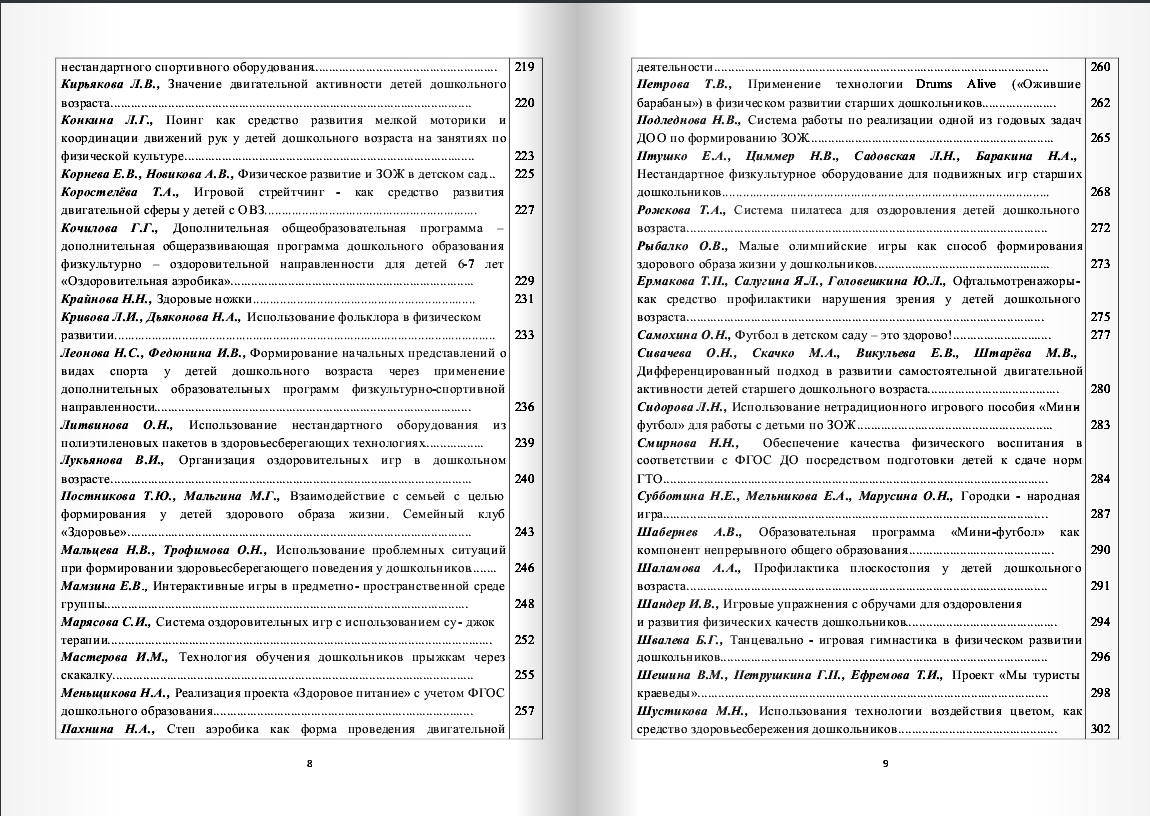 нестандартного спортивного оборудования.................................................... 219
Кирьякова Л.В., Значение двигательной активности детей дошкольного
возраста.................................................................................................... 220
Конкина Л.Г., Поинг как средство развития мелкой моторики и
координации движений рук у детей дошкольного возраста на занятиях по
физической культуре................................................................................ 223
Корнева Е.В., Новикова А.В., Физическое развитие и ЗОЖ в детском сад... 225
Коростелёва Т.А., Игровой стрейтчинг - как средство развития
двигательной сферы у детей с ОВЗ........................................................... 227
Кочилова Г.Г., Дополнительная общеобразовательная программа –
дополнительная общеразвивающая программа дошкольного образования
физкультурно – оздоровительной направленности для детей 6-7 лет
«Оздоровительная аэробика».................................................................... 229
Крайнова Н.Н., Здоровые ножки.............................................................. 231
Кривова Л.И., Дьяконова Н.А., Использование фольклора в физическом
развитии.......................................................................................................... 233
Леонова Н.С., Федюнина И.В., Формирование начальных представлений о
видах спорта у детей дошкольного возраста через применение
дополнительных образовательных программ физкультурно-спортивной
направленности........................................................................................ 236
Литвинова О.Н., Использование нестандартного оборудования из
полиэтиленовых пакетов в здоровьесберегающих технологиях................ 239
Лукьянова В.И., Организация оздоровительных игр в дошкольном
возрасте.................................................................................................... 240
Постникова Т.Ю., Мальгина М.Г., Взаимодействие с семьей с целью
формирования у детей здорового образа жизни. Семейный клуб
«Здоровье»................................................................................................ 243
Мальцева Н.В., Трофимова О.Н., Использование проблемных ситуаций
при формировании здоровьесберегающего поведения у дошкольников....... 246
Мамзина Е.В., Интерактивные игры в предметно- пространственной среде
группы..................................................................................................... 248
Марясова С.И., Система оздоровительных игр с использованием су- джок
терапии.......................................................................................................... 252
Мастерова И.М., Технология обучения дошкольников прыжкам через
скакалку.................................................................................................... 255
Меньщикова Н.А., Реализация проекта «Здоровое питание» с учетом ФГОС
дошкольного образования......................................................................... 257
Пахнина Н.А., Степ аэробика как форма проведения двигательной
8
деятельности............................................................................................. 260
Петрова Т.В., Применение технологии Drums Alive («Ожившие
барабаны») в физическом развитии старших дошкольников..................... 262
Подледнова Н.В., Система работы по реализации одной из годовых задач
ДОО по формированию ЗОЖ.................................................................... 265
Птушко Е.А., Циммер Н.В., Садовская Л.Н., Баракина Н.А.,
Нестандартное физкультурное оборудование для подвижных игр старших
дошкольников........................................................................................... 268
Рожкова Т.А., Система пилатеса для оздоровления детей дошкольного
возраста.................................................................................................... 272
Рыбалко О.В., Малые олимпийские игры как способ формирования
здорового образа жизни у дошкольников................................................. 273
Ермакова Т.П., Салугина Я.Л., Головешкина Ю.Л., Офтальмотренажоры-
как средство профилактики нарушения зрения у детей дошкольного
возраста................................................................................................... 275
Самохина О.Н., Футбол в детском саду – это здорово!........................... 277
Сивачева О.Н., Скачко М.А., Викульева Е.В., Штарёва М.В.,
Дифференцированный подход в развитии самостоятельной двигательной
активности детей старшего дошкольного возраста................................... 280
Сидорова Л.Н., Использование нетрадиционного игрового пособия «Мини
футбол» для работы с детьми по ЗОЖ...................................................... 283
Смирнова Н.Н., Обеспечение качества физического воспитания в
соответствии с ФГОС ДО посредством подготовки детей к сдаче норм
ГТО.......................................................................................................... 284
Субботина Н.Е., Мельникова Е.А., Марусина О.Н., Городки - народная
игра.......................................................................................................... 287
Шабернев А.В., Образовательная программа «Мини-футбол» как
компонент непрерывного общего образования......................................... 290
Шаламова А.А., Профилактика плоскостопия у детей дошкольного
возраста.................................................................................................... 291
Шандер И.В., Игровые упражнения с обручами для оздоровления
и развития физических качеств дошкольников.......................................... 294
Швалева Б.Г., Танцевально - игровая гимнастика в физическом развитии
дошкольников........................................................................................... 296
Шешина В.М., Петрушкина Г.П., Ефремова Т.И., Проект «Мы туристы
краеведы»................................................................................................. 298
Шустикова М.Н., Использования технологии воздействия цветом, как
средство здоровьесбережения дошкольников............................................. 302
9